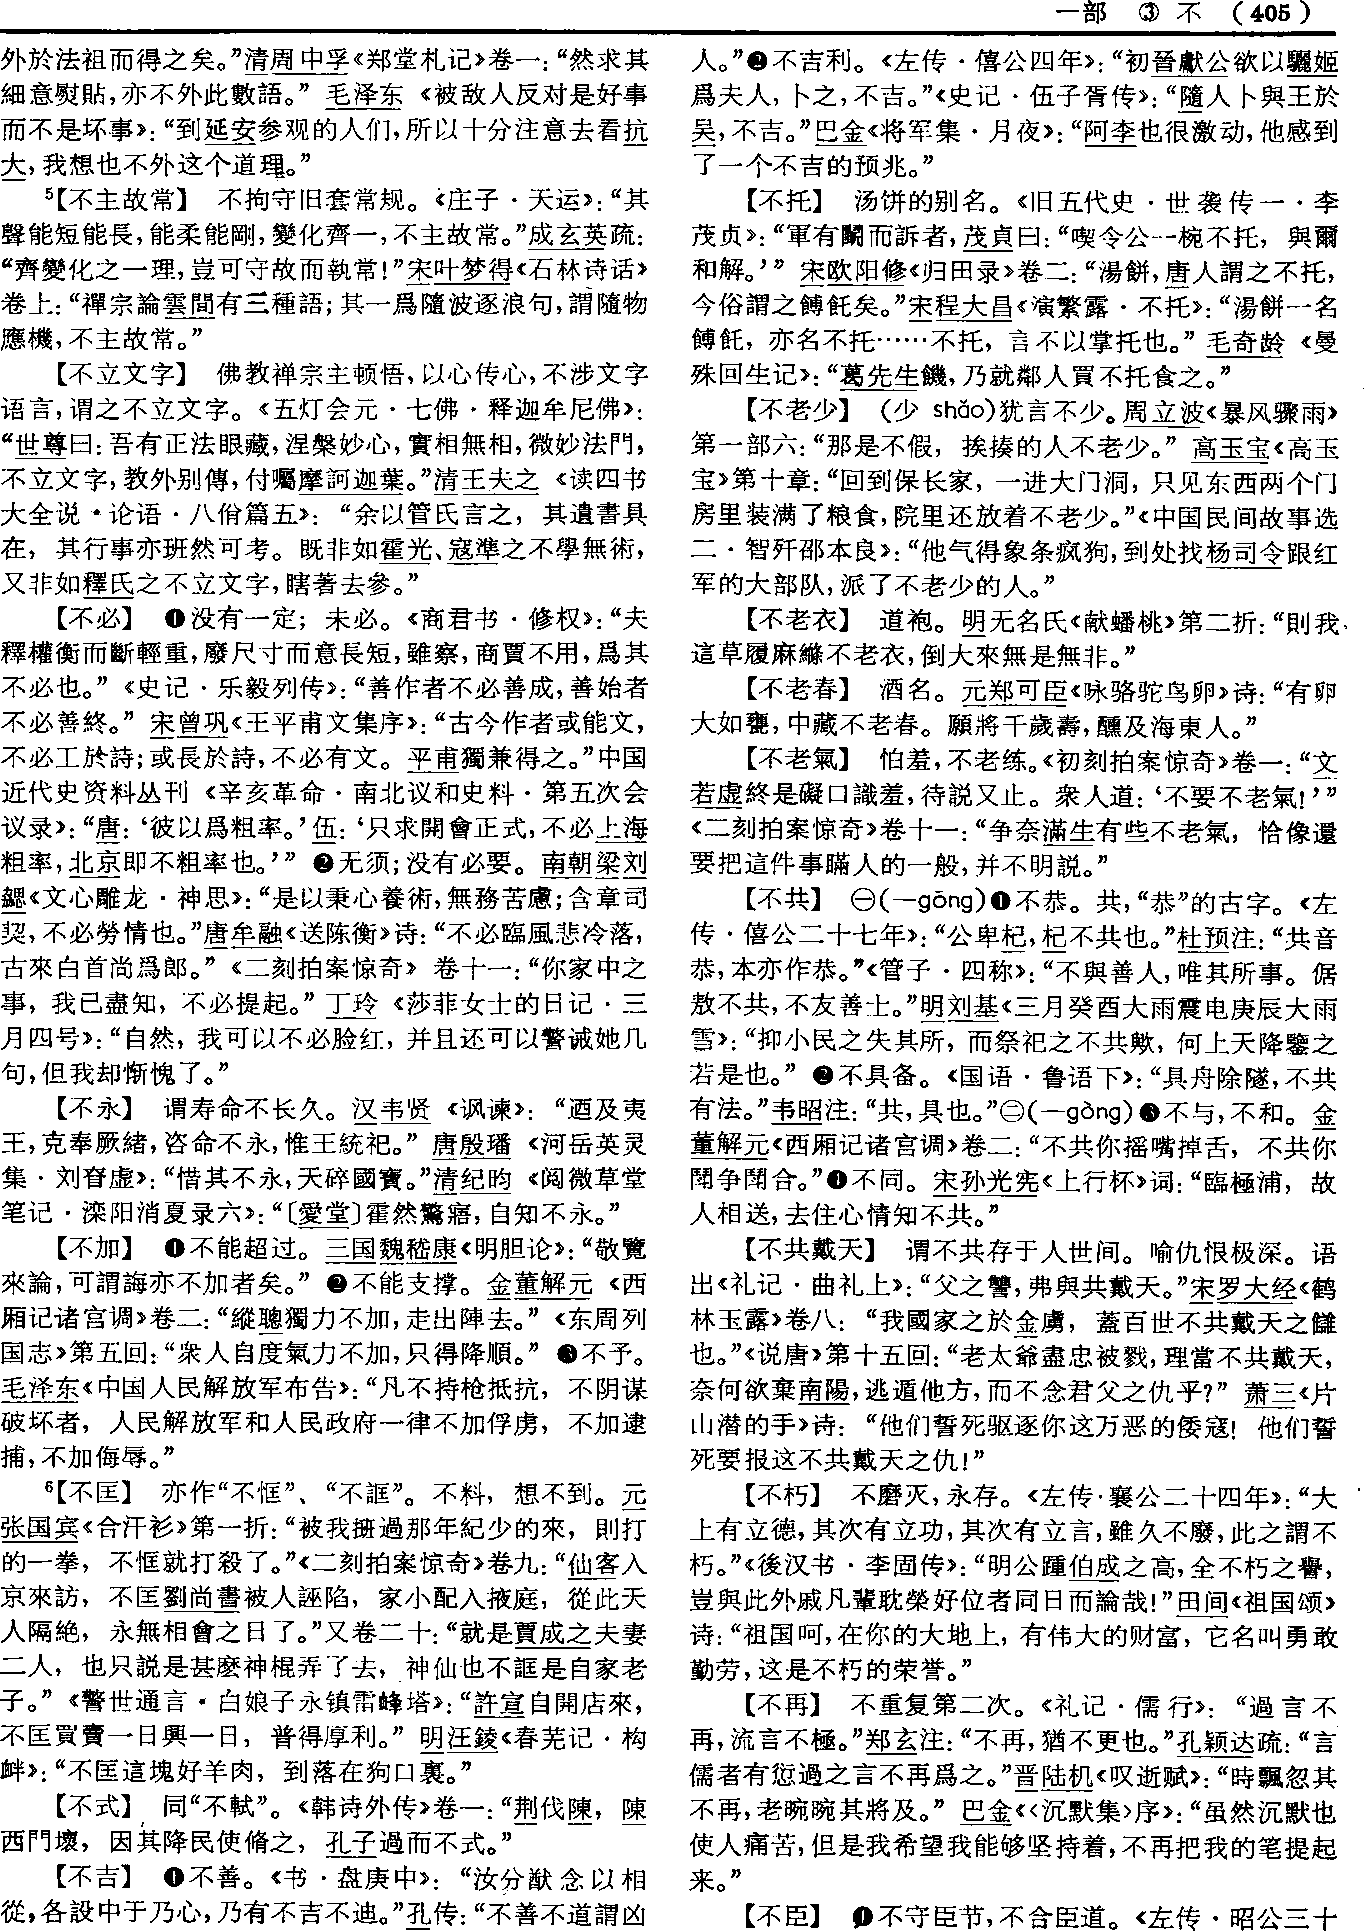 一部 ③ 不 (405)
外於法祖而得之矣。”清周中孚《郑堂札记》卷一:“然求其
細意熨貼,亦不外此數語。” 毛泽东 《被敌人反对是好事
而不是坏事》:“到延安参观的人们,所以十分注意去看抗
大,我想也不外这个道理。”
⁵【不主故常】 不拘守旧套常规。《庄子·天运》:“其
聲能短能長,能柔能剛,變化齊一,不主故常。”成玄英疏:
“齊變化之一理,豈可守故而執常!”宋叶梦得《石林诗话》
卷上:“禪宗論雲間有三種語;其一爲隨波逐浪句,謂隨物
應機,不主故常。”
【不立文字】 佛教禅宗主顿悟,以心传心,不涉文字
语言,谓之不立文字。《五灯会元·七佛·释迦牟尼佛》:
“世尊曰:吾有正法眼藏,涅槃妙心,實相無相,微妙法門,
不立文字,教外别傳,付囑摩訶迦葉。”清王夫之 《读四书
大全说·论语·八佾篇五》: “余以管氏言之, 其遺書具
在, 其行事亦班然可考。既非如霍光、寇準之不學無術,
又非如釋氏之不立文字,瞎著去參。”
【不必】 ❶没有一定; 未必。《商君书·修权》:“夫
釋權衡而斷輕重,廢尺寸而意長短,雖察,商賈不用,爲其
不必也。” 《史记·乐毅列传》:“善作者不必善成,善始者
不必善終。” 宋曾巩《王平甫文集序》:“古今作者或能文,
不必工於詩;或長於詩,不必有文。平甫獨兼得之。”中国
近代史资料丛刊 《辛亥革命·南北议和史料·第五次会
议录》:“唐:‘彼以爲粗率。’伍:‘只求開會正式,不必上海
粗率,北京即不粗率也。’” ❷无须;没有必要。南朝梁刘
勰《文心雕龙·神思》:“是以秉心養術,無務苦慮;含章司
契,不必勞情也。”唐牟融《送陈衡》诗:“不必臨風悲冷落,
古來白首尚爲郎。” 《二刻拍案惊奇》 卷十一:“你家中之
事, 我已盡知, 不必提起。” 丁玲 《莎菲女士的日记·三
月四号》:“自然, 我可以不必脸红, 并且还可以警诫她几
句,但我却惭愧了。”
【不永】 谓寿命不长久。汉韦贤 《讽谏》: “迺及夷
王,克奉厥緒,咨命不永,惟王統祀。” 唐殷璠 《河岳英灵
集·刘眘虚》:“惜其不永,天碎國寳。”清纪昀 《阅微草堂
笔记·滦阳消夏录六》:“〔愛堂〕霍然驚寤,自知不永。”
【不加】 ❶不能超过。三国魏嵇康《明胆论》:“敬覽
來論,可謂誨亦不加者矣。” ❷不能支撑。金董解元 《西
厢记诸宫调》卷二:“縱聰獨力不加,走出陣去。” 《东周列
国志》第五回:“衆人自度氣力不加,只得降順。” ❸不予。
毛泽东《中国人民解放军布告》:“凡不持枪抵抗, 不阴谋
破坏者, 人民解放军和人民政府一律不加俘虏, 不加逮
捕,不加侮辱。”
⁶【不匡】 亦作“不恇”、“不誆”。不料, 想不到。元
张国宾《合汗衫》第一折:“被我搪過那年紀少的來, 則打
的一拳, 不恇就打殺了。”《二刻拍案惊奇》卷九:“仙客入
京來訪, 不匡劉尚書被人誣陷, 家小配入掖庭, 從此天
人隔絶, 永無相會之日了。”又卷二十:“就是賈成之夫妻
二人, 也只説是甚麽神棍弄了去, 神仙也不誆是自家老
子。” 《警世通言·白娘子永镇雷峰塔》:“許宣自開店來,
不匡買賣一日興一日, 普得厚利。” 明汪錂《春芜记·构
衅》:“不匡這塊好羊肉, 到落在狗口裏。”
【不式】 同“不軾”。《韩诗外传》卷一:“荆伐陳, 陳
西門壞, 因其降民使脩之, 孔子過而不式。”
【不吉】 ❶不善。《书·盘庚中》: “汝分猷念以相
從,各設中于乃心,乃有不吉不迪。”孔传:“不善不道謂凶
人。”❷不吉利。《左传·僖公四年》:“初晉獻公欲以驪姬
爲夫人,卜之,不吉。”《史记·伍子胥传》:“隨人卜與王於
吴,不吉。”巴金《将军集·月夜》:“阿李也很激动,他感到
了一个不吉的预兆。”
【不托】 汤饼的别名。《旧五代史·世袭传一·李
茂贞》:“軍有鬬而訴者,茂貞曰:“喫令公一椀不托, 與爾
和解。’” 宋欧阳修《归田录》卷二:“湯餅,唐人謂之不托,
今俗謂之餺飥矣。”宋程大昌《演繁露·不托》:“湯餅一名
餺飥, 亦名不托……不托, 言不以掌托也。” 毛奇龄 《曼
殊回生记》:“葛先生饑,乃就鄰人買不托食之。”
【不老少】 (少 shǎo)犹言不少。周立波《暴风骤雨》
第一部六:“那是不假, 挨揍的人不老少。” 高玉宝《高玉
宝》第十章:“回到保长家, 一进大门洞, 只见东西两个门
房里装满了粮食,院里还放着不老少。”《中国民间故事选
二·智歼邵本良》:“他气得象条疯狗,到处找杨司令跟红
军的大部队,派了不老少的人。”
【不老衣】 道袍。明无名氏《献蟠桃》第二折:“則我
這草履麻縧不老衣,倒大來無是無非。”
【不老春】 酒名。元郑可臣《咏骆驼鸟卵》诗:“有卵
大如甕,中藏不老春。願將千歲壽,醺及海東人。”
【不老氣】 怕羞,不老练。《初刻拍案惊奇》卷一:“文
若虚終是礙口識羞,待説又止。衆人道:‘不要不老氣!’”
《二刻拍案惊奇》卷十一:“争奈滿生有些不老氣, 恰像還
要把這件事瞞人的一般,并不明説。”
【不共】 ㊀(—gōng)❶不恭。共,“恭”的古字。《左
传·僖公二十七年》:“公卑杞,杞不共也。”杜预注:“共音
恭,本亦作恭。”《管子·四称》:“不與善人,唯其所事。倨
敖不共,不友善士。”明刘基《三月癸酉大雨震电庚辰大雨
雪》:“抑小民之失其所, 而祭祀之不共歟, 何上天降鑒之
若是也。” ❷不具备。《国语·鲁语下》:“具舟除隧,不共
有法。”韦昭注:“共,具也。”㊁(—gòng)❸不与,不和。金
董解元《西厢记诸宫调》卷二:“不共你摇嘴掉舌, 不共你
鬭争鬭合。”❹不同。宋孙光宪《上行杯》词:“臨極浦, 故
人相送,去住心情知不共。”
【不共戴天】 谓不共存于人世间。喻仇恨极深。语
出《礼记·曲礼上》:“父之讐,弗與共戴天。”宋罗大经《鹤
林玉露》卷八: “我國家之於金虜, 蓋百世不共戴天之讎
也。”《说唐》第十五回:“老太爺盡忠被戮,理當不共戴天,
奈何欲棄南陽,逃遁他方,而不念君父之仇乎?” 萧三《片
山潜的手》诗: “他们誓死驱逐你这万恶的倭寇! 他们誓
死要报这不共戴天之仇!”
【不朽】 不磨灭,永存。《左传·襄公二十四年》:“大
上有立德,其次有立功,其次有立言,雖久不廢,此之謂不
朽。”《後汉书·李固传》:“明公踵伯成之高,全不朽之譽,
豈與此外戚凡輩耽榮好位者同日而論哉!”田间《祖国颂》
诗:“祖国呵,在你的大地上, 有伟大的财富, 它名叫勇敢
勤劳,这是不朽的荣誉。”
【不再】 不重复第二次。《礼记·儒行》: “過言不
再,流言不極。”郑玄注:“不再,猶不更也。”孔颖达疏:“言
儒者有愆過之言不再爲之。”晋陆机《叹逝赋》:“時飄忽其
不再,老晼晼其將及。” 巴金《〈沉默集〉序》:“虽然沉默也
使人痛苦,但是我希望我能够坚持着,不再把我的笔提起
来。”
【不臣】 ❶不守臣节,不合臣道。《左传·昭公三十